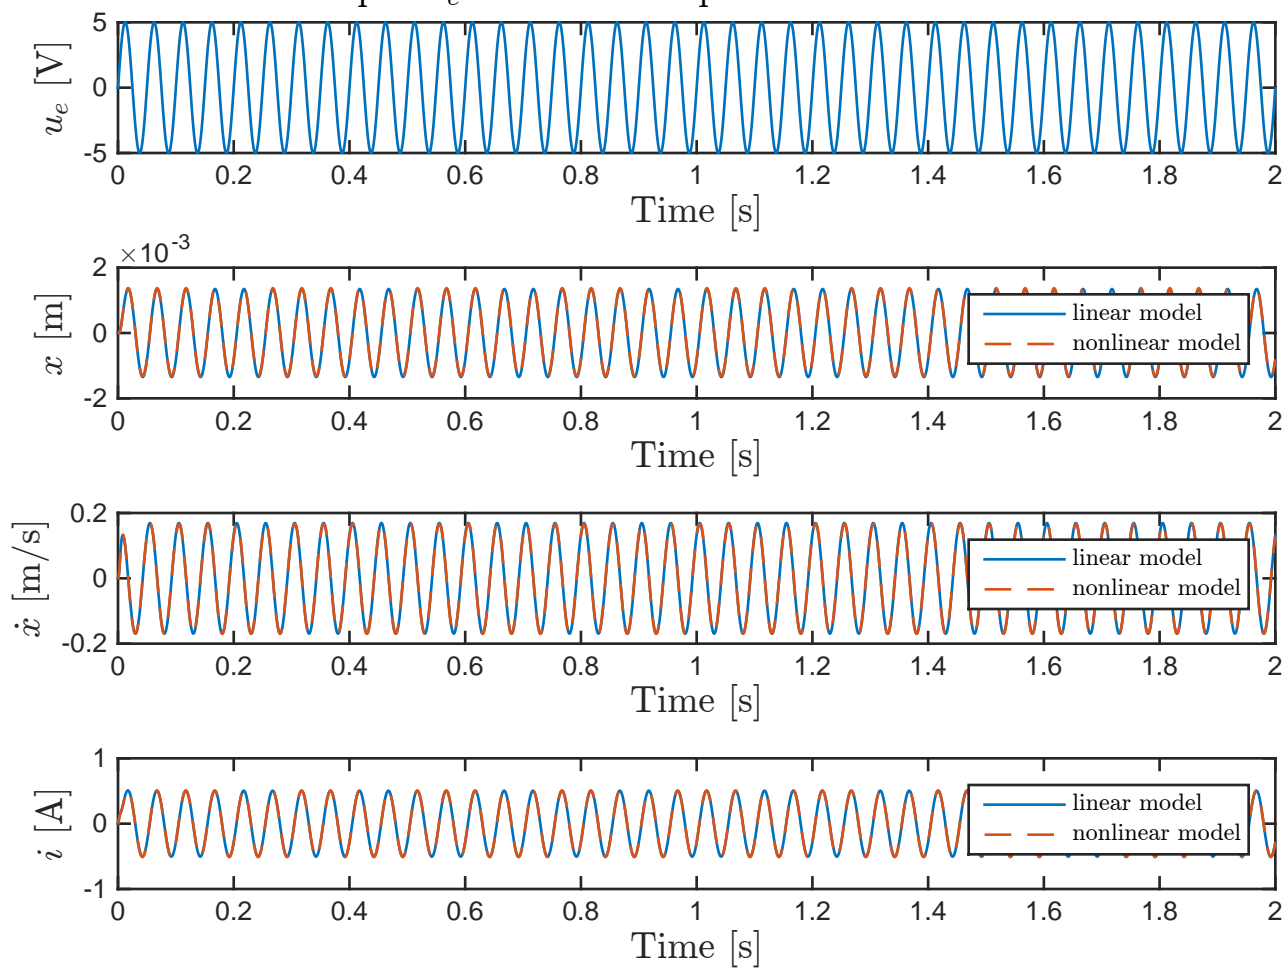 u_e [V]
5
0
-5
0 0.2 0.4 0.6 0.8 1 1.2 1.4 1.6 1.8 2
Time [s]
×10^-3
x [m]
2
0
-2
linear model
nonlinear model
0 0.2 0.4 0.6 0.8 1 1.2 1.4 1.6 1.8 2
Time [s]
ẋ [m/s]
0.2
0
-0.2
linear model
nonlinear model
0 0.2 0.4 0.6 0.8 1 1.2 1.4 1.6 1.8 2
Time [s]
i [A]
1
0
-1
linear model
nonlinear model
0 0.2 0.4 0.6 0.8 1 1.2 1.4 1.6 1.8 2
Time [s]